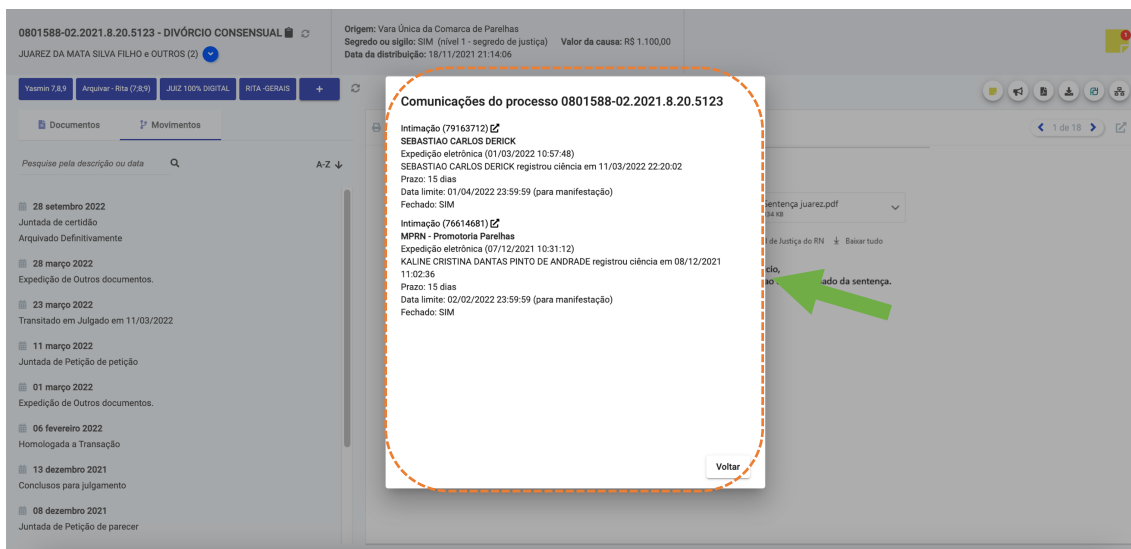 0801588-02.2021.8.20.5123 - DIVÓRCIO CONSENSUAL
JUAREZ DA MATA SILVA FILHO e OUTROS (2)
Origem: Vara Única da Comarca de Parelhas
Segredo ou sigilo: SIM (nível 1 - segredo de justiça) Valor da causa: R$ 1.100,00
Data da distribuição: 18/11/2021 21:14:06
1
Yasmin 7,8,9 Arquivar - Rita (7;8;9) JUIZ 100% DIGITAL RITA -GERAIS +
Documentos Movimentos
Pesquise pela descrição ou data A-Z
28 setembro 2022
Juntada de certidão
Arquivado Definitivamente
28 março 2022
Expedição de Outros documentos.
23 março 2022
Transitado em Julgado em 11/03/2022
11 março 2022
Juntada de Petição de petição
01 março 2022
Expedição de Outros documentos.
06 fevereiro 2022
Homologada a Transação
13 dezembro 2021
Conclusos para julgamento
08 dezembro 2021
Juntada de Petição de parecer
Comunicações do processo 0801588-02.2021.8.20.5123
Intimação (79163712)
SEBASTIAO CARLOS DERICK
Expedição eletrônica (01/03/2022 10:57:48)
SEBASTIAO CARLOS DERICK registrou ciência em 11/03/2022 22:20:02
Prazo: 15 dias
Data limite: 01/04/2022 23:59:59 (para manifestação)
Fechado: SIM
Intimação (76614681)
MPRN - Promotoria Parelhas
Expedição eletrônica (07/12/2021 10:31:12)
KALINE CRISTINA DANTAS PINTO DE ANDRADE registrou ciência em 08/12/2021
11:02:36
Prazo: 15 dias
Data limite: 02/02/2022 23:59:59 (para manifestação)
Fechado: SIM
Voltar
1 de 18
entença juarez.pdf
34 KB
de Justiça do RN Baixar tudo
cio,
ado da sentença.